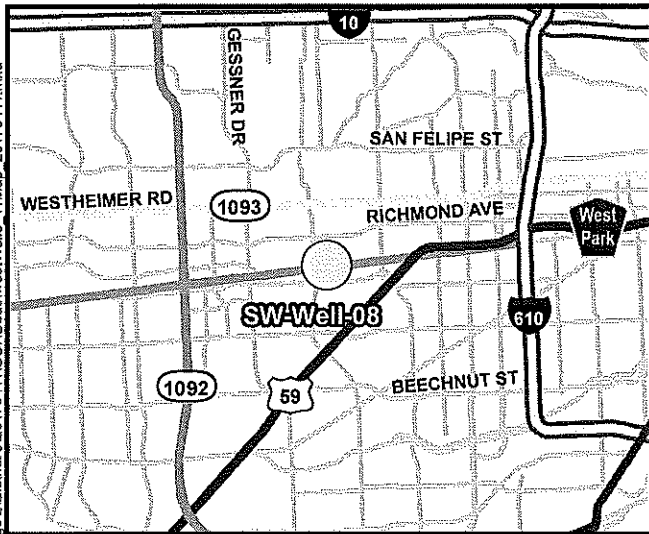 10
GESSNER DR
SAN FELIPE ST
WESTHEIMER RD
1093
RICHMOND AVE
West
Park
SW-Well-08
610
1092
59
BEECHNUT ST